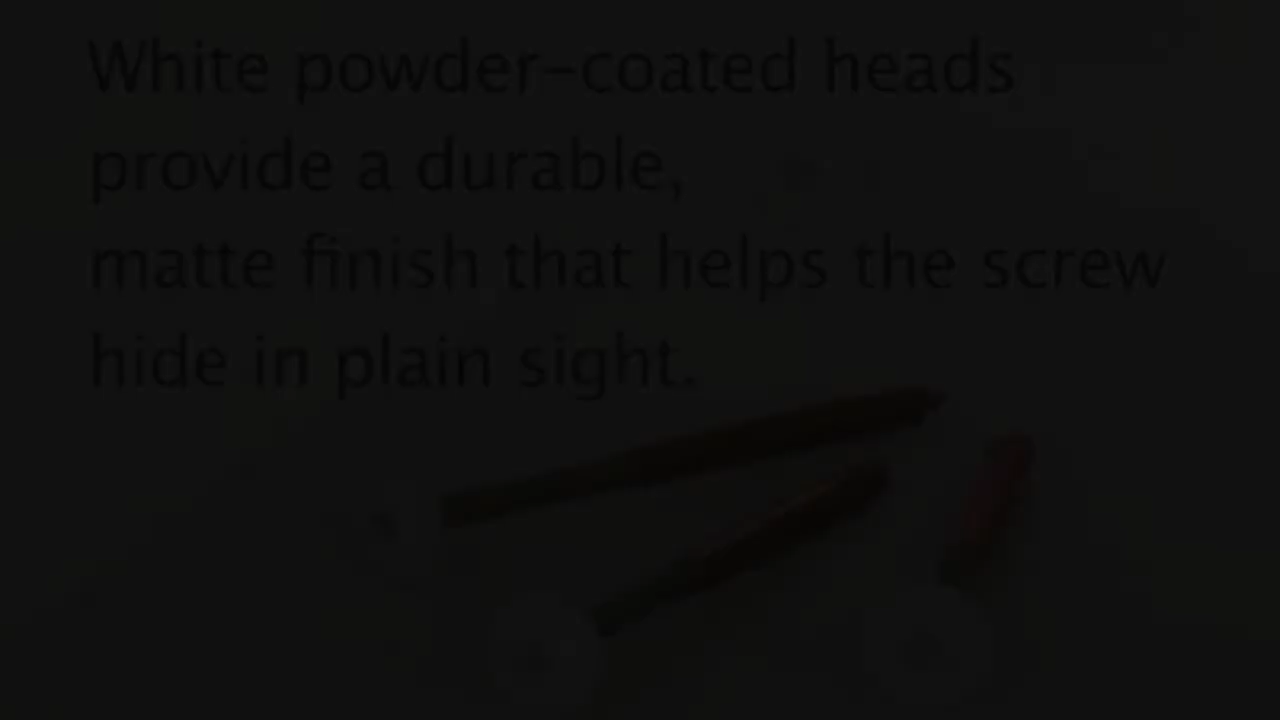 White powder-coated heads
provide a durable,
matte finish that helps the screw
hide in plain sight.